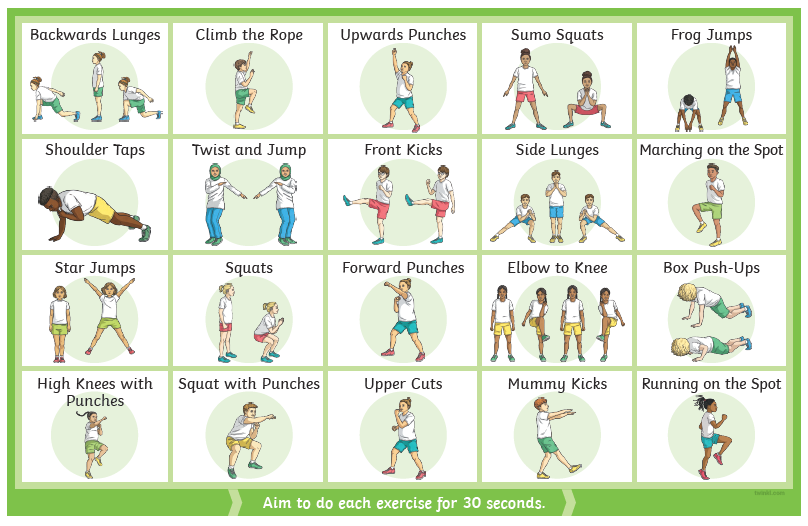 Backwards Lunges
Climb the Rope
Upwards Punches
Sumo Squats
Frog Jumps
Shoulder Taps
Twist and Jump
Front Kicks
Side Lunges
Marching on the Spot
Star Jumps
Squats
Forward Punches
Elbow to Knee
Box Push-Ups
High Knees with
Punches
Squat with Punches
Upper Cuts
Mummy Kicks
Running on the Spot
Aim to do each exercise for 30 seconds.
twinkl.com